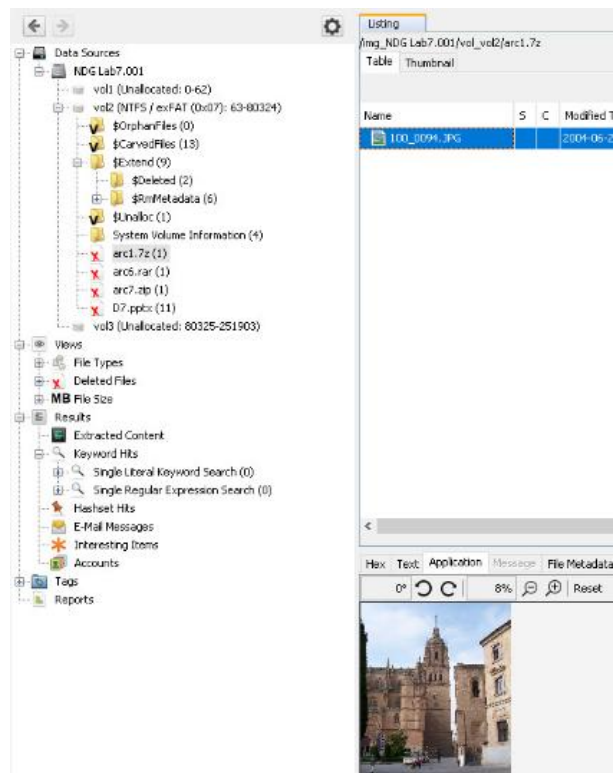 Data Sources
NDG Lab7.001
vol1 (Unallocated: 0-62)
vol2 (NTFS / exFAT (0x07): 63-80324)
$OrphanFiles (0)
$CarvedFiles (13)
$Extend (9)
$Deleted (2)
$RmMetadata (6)
$Unalloc (1)
System Volume Information (4)
arc1.7z (1)
arc6.rar (1)
arc7.zip (1)
D7.pptx (11)
vol3 (Unallocated: 80325-251903)
Views
File Types
Deleted Files
MB File Size
Results
Extracted Content
Keyword Hits
Single Literal Keyword Search (0)
Single Regular Expression Search (0)
Hashset Hits
E-Mail Messages
Interesting Items
Accounts
Tags
Reports
Listing
/img_NDG Lab7.001/vol_vol2/arc1.7z
Table Thumbnail
Name S C Modified T
100_0094.JPG 2004-06-2
Hex Text Application Message File Metadata
0° 8% Reset